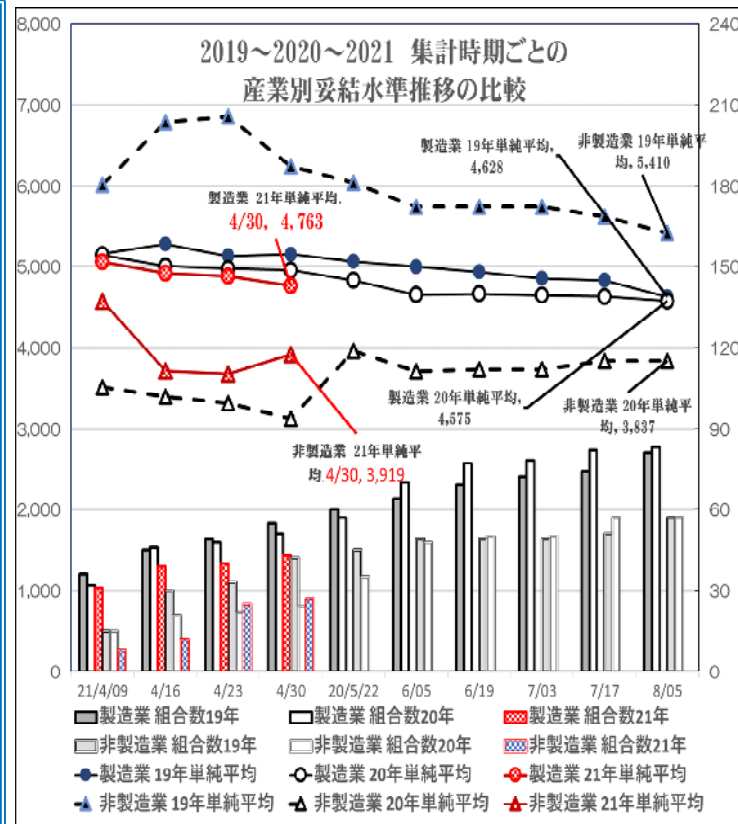 2019～2020～2021 集計時期ごとの
産業別妥結水準推移の比較
8,000
7,000
6,000
5,000
4,000
3,000
2,000
1,000
0
240
210
180
150
120
90
60
30
0
製造業 19年単純平均,
4,628
非製造業 19年単純平
均, 5,410
製造業 21年単純平均.
4/30, 4,763
製造業 20年単純平均,
4,575
非製造業 20年単純平
均, 3,837
非製造業 21年単純平
均.4/30, 3,919
21/4/09 4/16 4/23 4/30 20/5/22 6/05 6/19 7/03 7/17 8/05
製造業 組合数19年 製造業 組合数20年 製造業 組合数21年
非製造業 組合数19年 非製造業 組合数20年 非製造業 組合数21年
製造業 19年単純平均 製造業 20年単純平均 製造業 21年単純平均
非製造業 19年単純平均 非製造業 20年単純平均 非製造業 21年単純平均